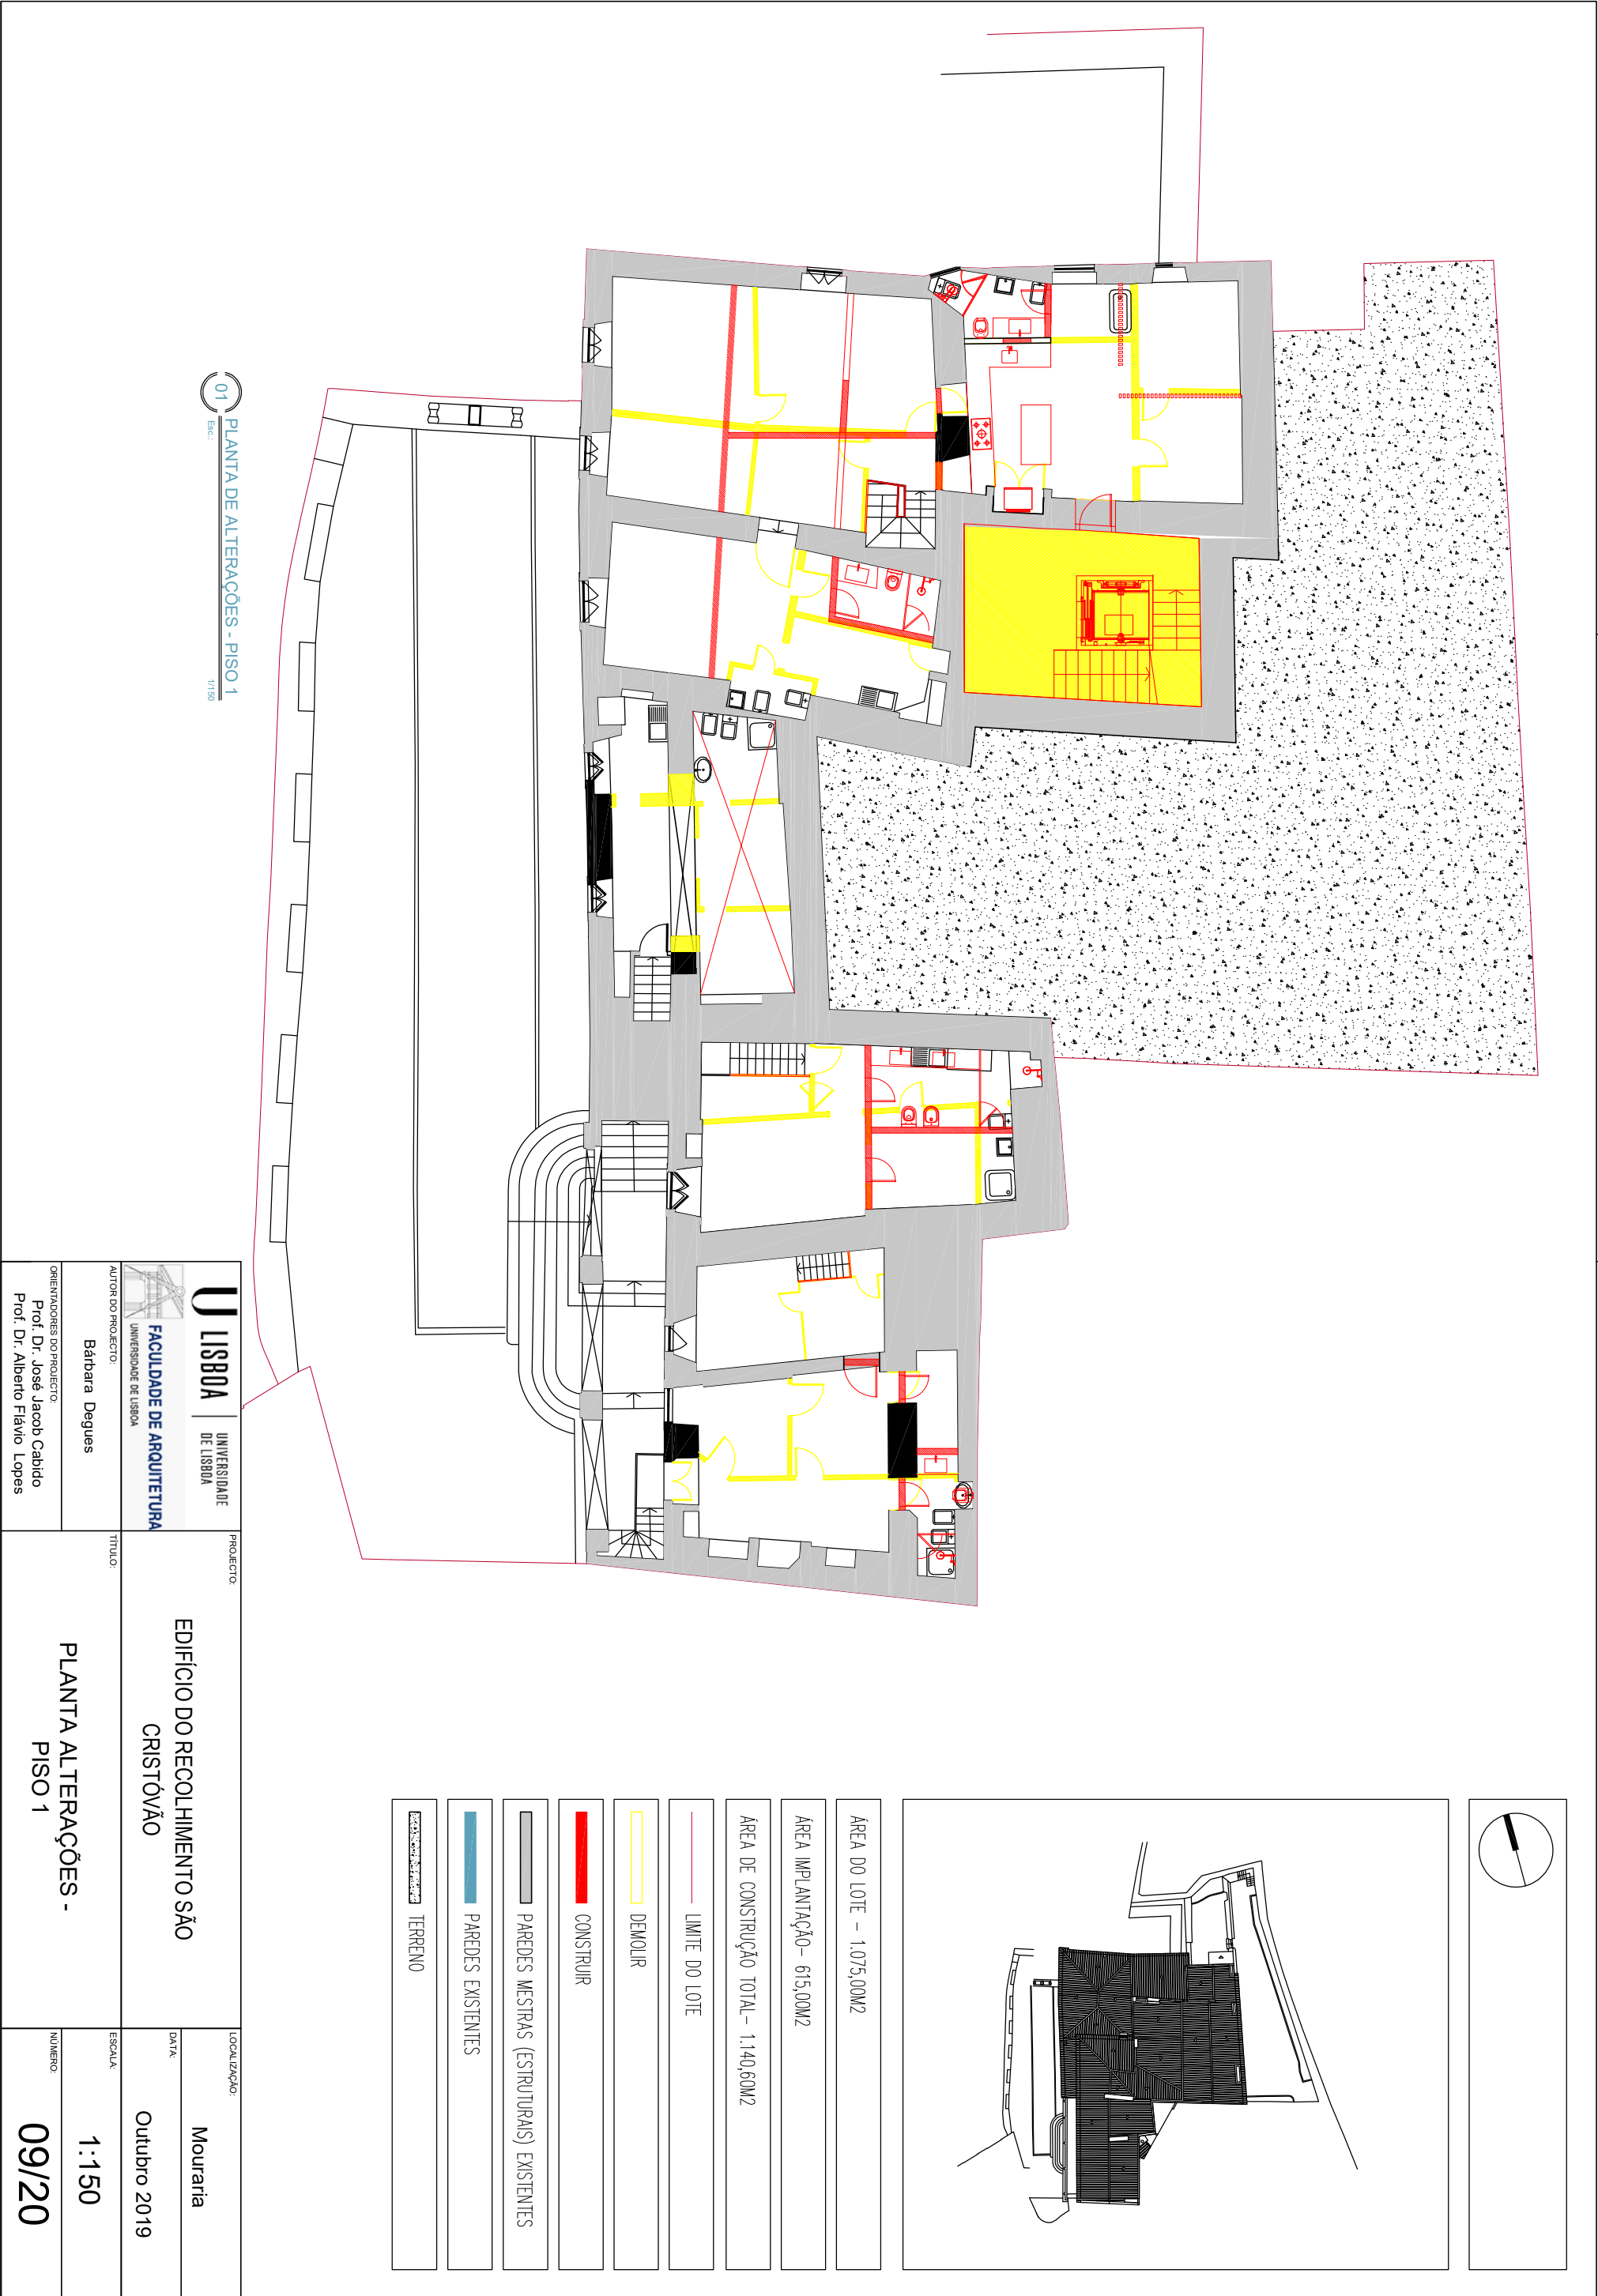 ÁREA DO LOTE - 1.075,00M2
ÁREA IMPLANTAÇÃO- 615,00M2
ÁREA DE CONSTRUÇÃO TOTAL- 1.140,60M2
LIMITE DO LOTE
DEMOLIR
CONSTRUIR
PAREDES MESTRAS (ESTRUTURAIS) EXISTENTES
PAREDES EXISTENTES
TERRENO
01
PLANTA DE ALTERAÇÕES - PISO 1
Esc.:
1/150
U LISBOA
UNIVERSIDADE
DE LISBOA
FACULDADE DE ARQUITETURA
UNIVERSIDADE DE LISBOA
AUTOR DO PROJECTO:
Bárbara Degues
ORIENTADORES DO PROJECTO:
Prof. Dr. José Jacob Cabido
Prof. Dr. Alberto Flávio Lopes
PROJECTO:
EDIFÍCIO DO RECOLHIMENTO SÃO
CRISTÓVÃO
TÍTULO:
PLANTA ALTERAÇÕES -
PISO 1
LOCALIZAÇÃO:
Mouraria
DATA:
Outubro 2019
ESCALA:
1:150
NÚMERO:
09/20